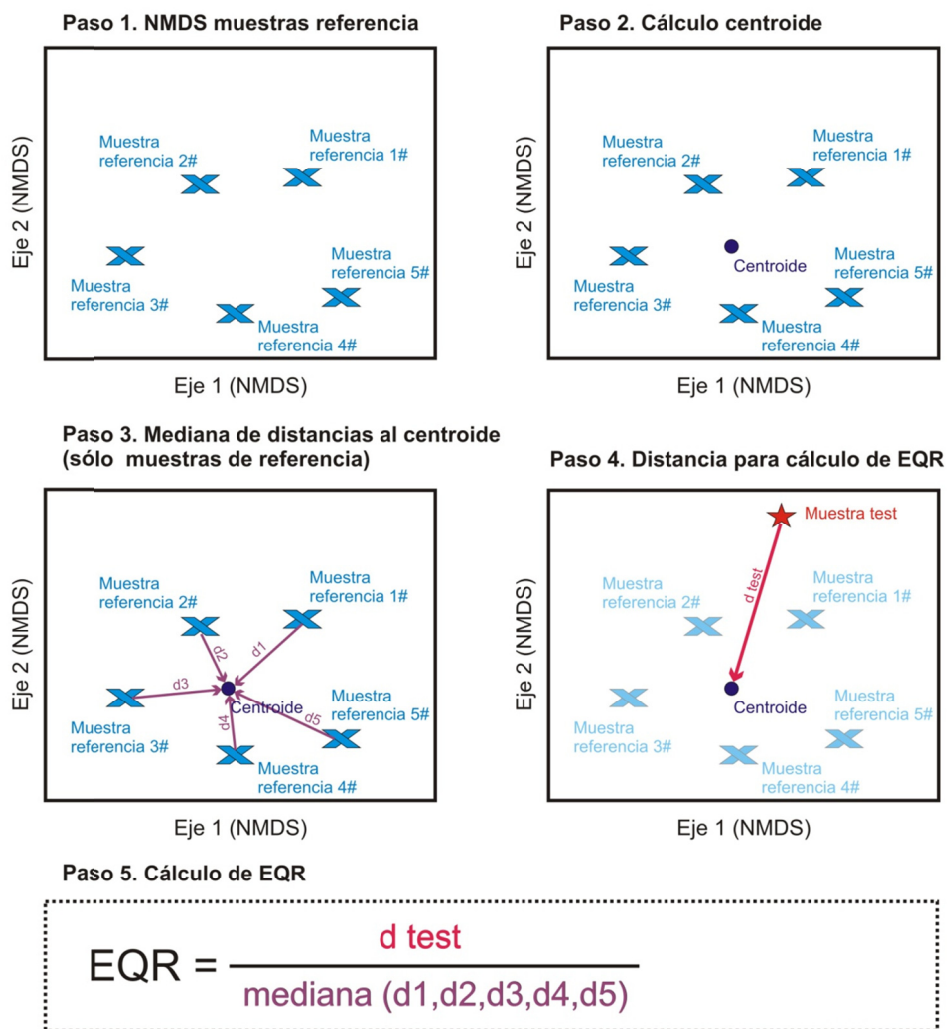 Paso 1. NMDS muestras referencia
Eje 2 (NMDS)
Muestra
referencia 2#
Muestra
referencia 1#
Muestra
referencia 3#
Muestra
referencia 5#
Muestra
referencia 4#
Eje 1 (NMDS)
Paso 2. Cálculo centroide
Eje 2 (NMDS)
Muestra
referencia 2#
Muestra
referencia 1#
Centroide
Muestra
referencia 3#
Muestra
referencia 5#
Muestra
referencia 4#
Eje 1 (NMDS)
Paso 3. Mediana de distancias al centroide
(sólo muestras de referencia)
Eje 2 (NMDS)
Muestra
referencia 2#
Muestra
referencia 1#
d2
d1
d3
Centroide
d4
d5
Muestra
referencia 3#
Muestra
referencia 5#
Muestra
referencia 4#
Eje 1 (NMDS)
Paso 4. Distancia para cálculo de EQR
Eje 2 (NMDS)
Muestra test
d test
Muestra
referencia 2#
Muestra
referencia 1#
Centroide
Muestra
referencia 3#
Muestra
referencia 5#
Muestra
referencia 4#
Eje 1 (NMDS)
Paso 5. Cálculo de EQR
EQR =
d test
mediana (d1,d2,d3,d4,d5)